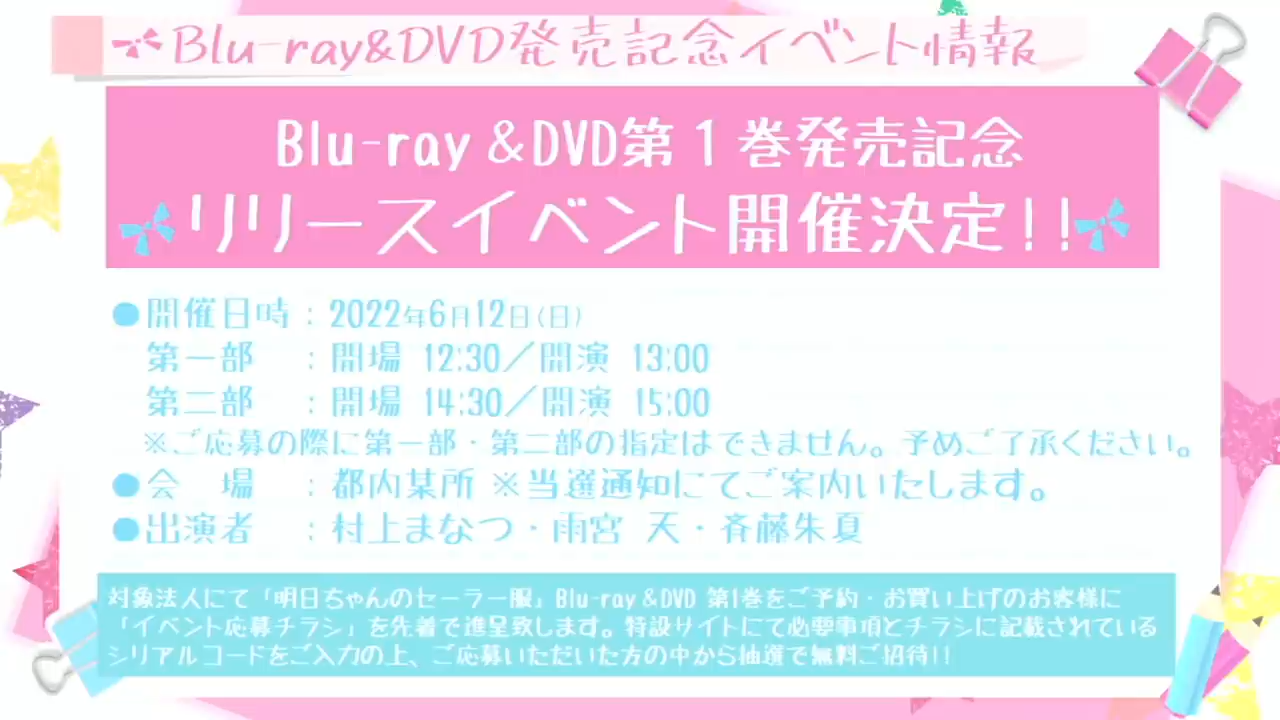 Blu-ray&DVD発売記念イベント情報
Blu-ray＆DVD第１巻発売記念
リリースイベント開催決定!!
●開催日時：2022年6月12日(日)
第一部　：開場 12:30／開演 13:00
第二部　：開場 14:30／開演 15:00
※ご応募の際に第一部・第二部の指定はできません。予めご了承ください。
●会　場　：都内某所 ※当選通知にてご案内いたします。
●出演者　：村上まなつ・雨宮 天・斉藤朱夏
対象法人にて「明日ちゃんのセーラー服」Blu-ray＆DVD 第1巻をご予約・お買い上げのお客様に
「イベント応募チラシ」を先着で進呈致します。特設サイトにて必要事項とチラシに記載されている
シリアルコードをご入力の上、ご応募いただいた方の中から抽選で無料ご招待!!